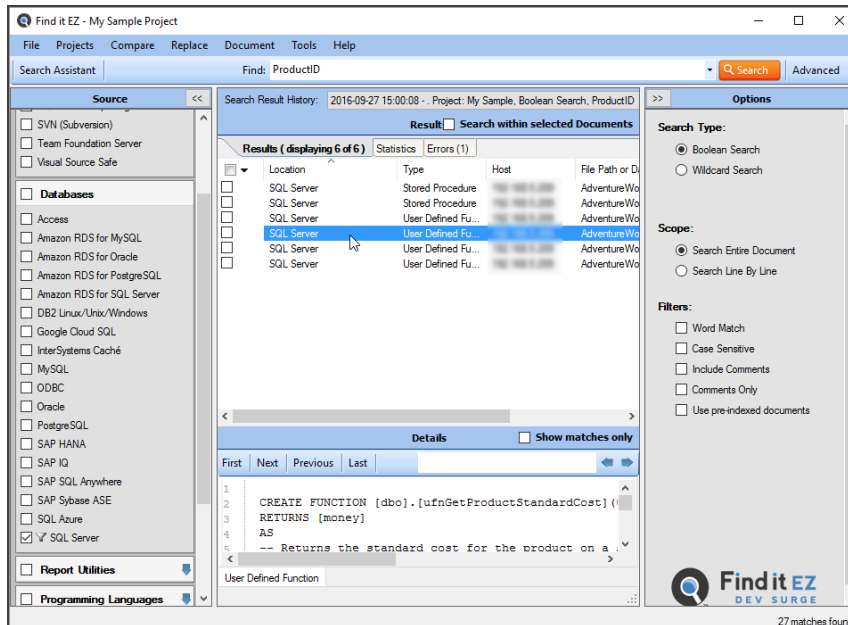 Find it EZ - My Sample Project
File Projects Compare Replace Document Tools Help
Search Assistant Find: ProductID Search Advanced
Source <<
SVN (Subversion)
Team Foundation Server
Visual Source Safe
Databases
Access
Amazon RDS for MySQL
Amazon RDS for Oracle
Amazon RDS for PostgreSQL
Amazon RDS for SQL Server
DB2 Linux/Unix/Windows
Google Cloud SQL
InterSystems Caché
MySQL
ODBC
Oracle
PostgreSQL
SAP HANA
SAP IQ
SAP SQL Anywhere
SAP Sybase ASE
SQL Azure
SQL Server
Report Utilities
Programming Languages
Search Result History: 2016-09-27 15:00:08 - . Project: My Sample, Boolean Search, ProductID
Result: Search within selected Documents
Results ( displaying 6 of 6 ) Statistics Errors (1)
Location Type Host File Path or Da
SQL Server Stored Procedure AdventureWo
SQL Server Stored Procedure AdventureWo
SQL Server User Defined Fu... AdventureWo
SQL Server User Defined Fu... AdventureWo
SQL Server User Defined Fu... AdventureWo
SQL Server User Defined Fu... AdventureWo
Details Show matches only
First Next Previous Last
1
2 CREATE FUNCTION [dbo].[ufnGetProductStandardCost](
3 RETURNS [money]
4 AS
5 -- Returns the standard cost for the product on a
User Defined Function
>> Options
Search Type:
Boolean Search
Wildcard Search
Scope:
Search Entire Document
Search Line By Line
Filters:
Word Match
Case Sensitive
Include Comments
Comments Only
Use pre-indexed documents
Find it EZ
DEV SURGE
27 matches foun